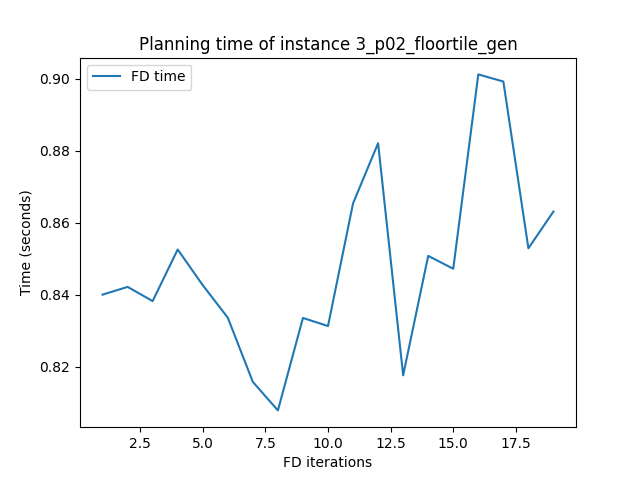 Planning time of instance 3_p02_floortile_gen
FD time
0.90
0.88
0.86
0.84
0.82
Time (seconds)
2.5 5.0 7.5 10.0 12.5 15.0 17.5
FD iterations